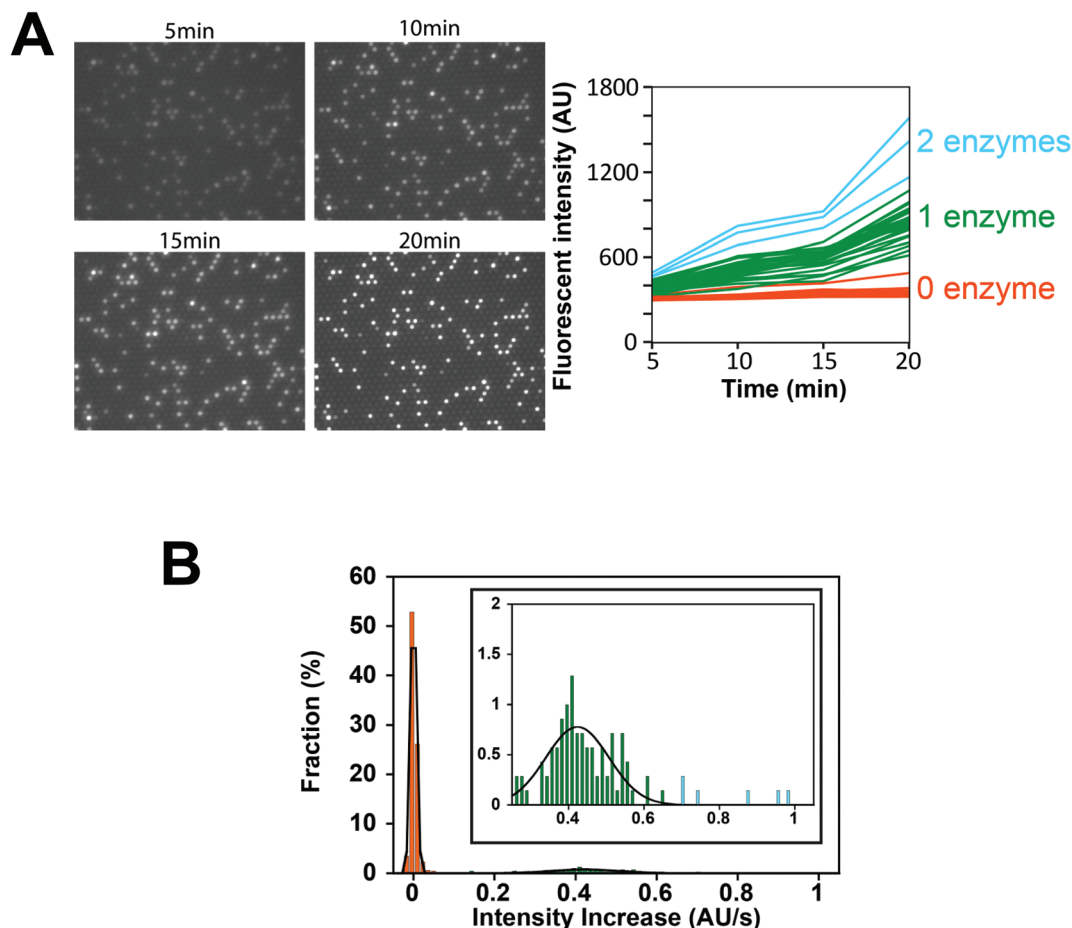 A
5min
10min
15min
20min
Fluorescent intensity (AU)
1800
1200
600
0
5
10
15
20
Time (min)
2 enzymes
1 enzyme
0 enzyme
B
Fraction (%)
60
50
40
30
20
10
0
0
0.2
0.4
0.6
0.8
1
Intensity Increase (AU/s)
2
1.5
1
0.5
0
0.4
0.6
0.8
1